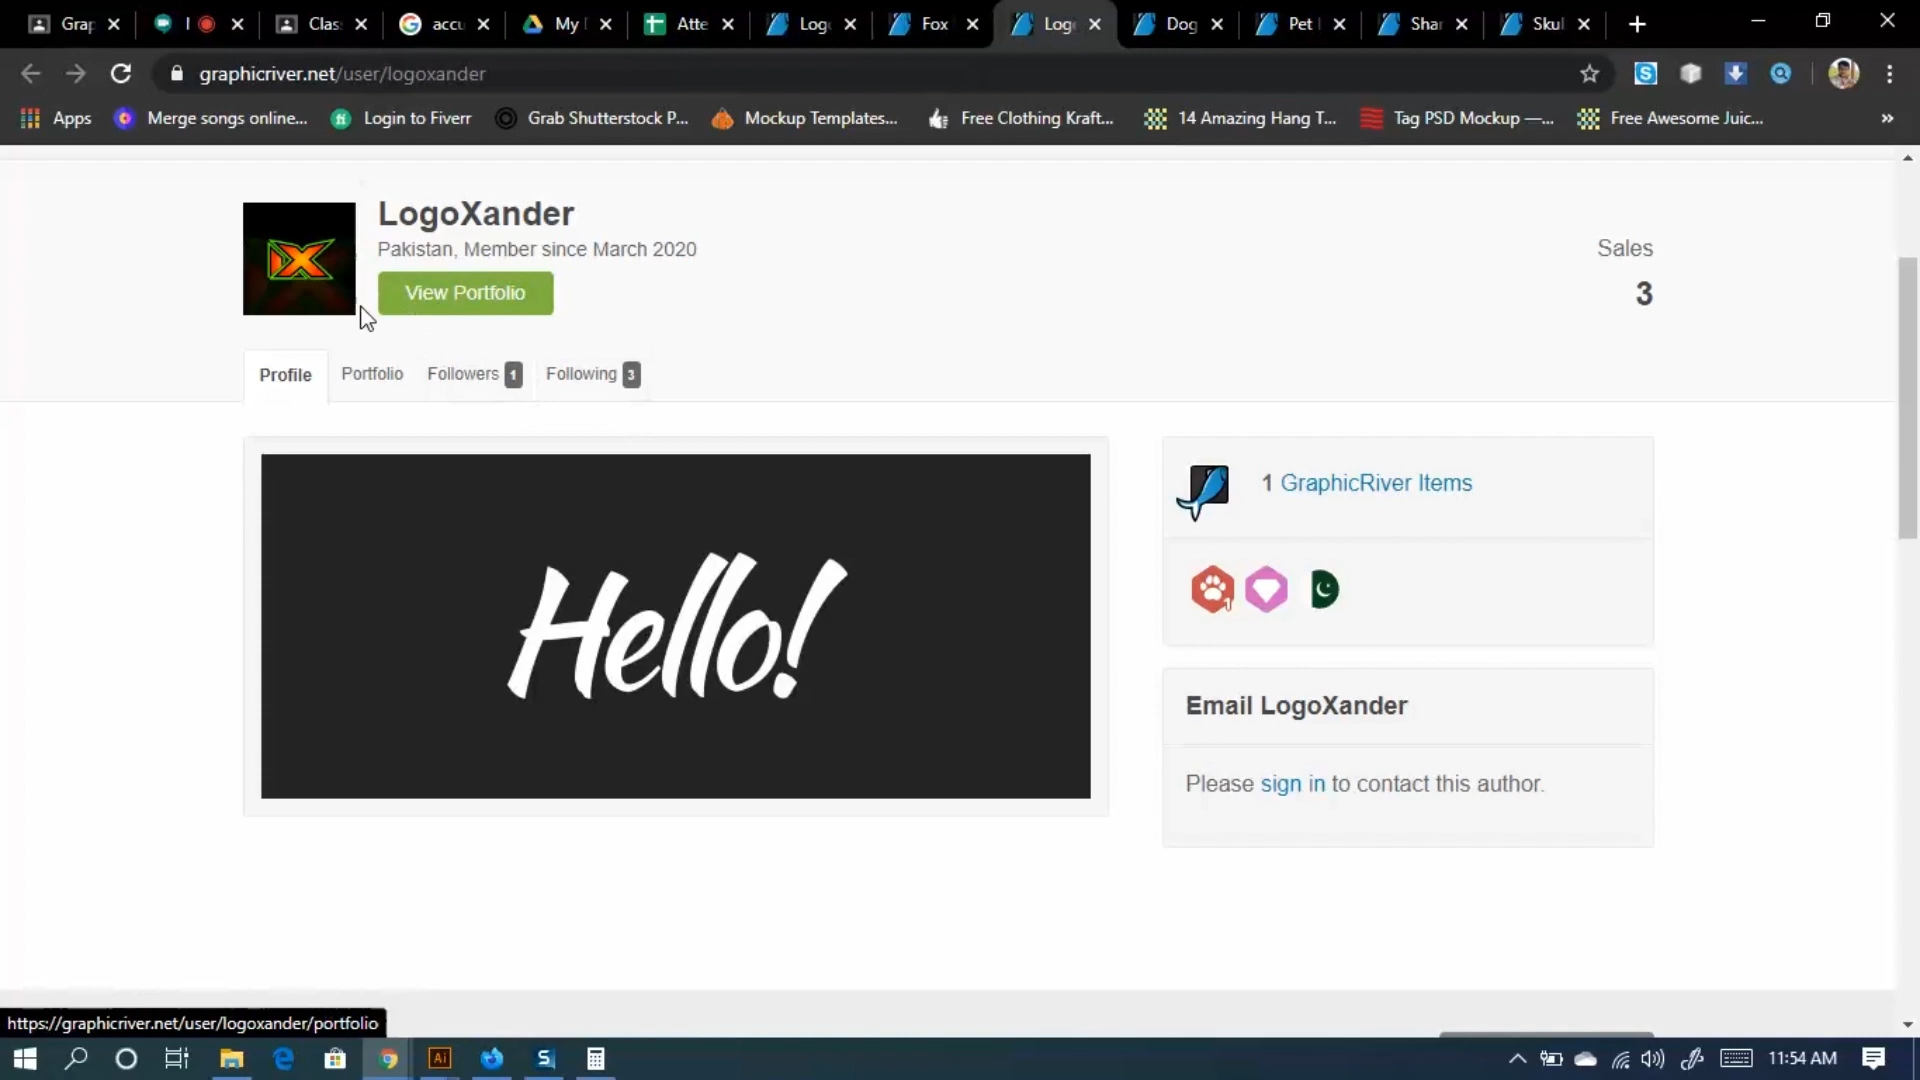 Grap
I
Clas
accu
My
Atte
Logo
Fox
Logo
Dog
Pet
Shar
Skul
graphicriver.net/user/logoxander
Apps
Merge songs online...
Login to Fiverr
Grab Shutterstock P...
Mockup Templates...
Free Clothing Kraft...
14 Amazing Hang T...
Tag PSD Mockup —...
Free Awesome Juic...
»
LogoXander
Pakistan, Member since March 2020
View Portfolio
Sales
3
Profile
Portfolio
Followers 1
Following 3
Hello!
1 GraphicRiver Items
1
Email LogoXander
Please sign in to contact this author.
https://graphicriver.net/user/logoxander/portfolio
Ai
S
11:54 AM